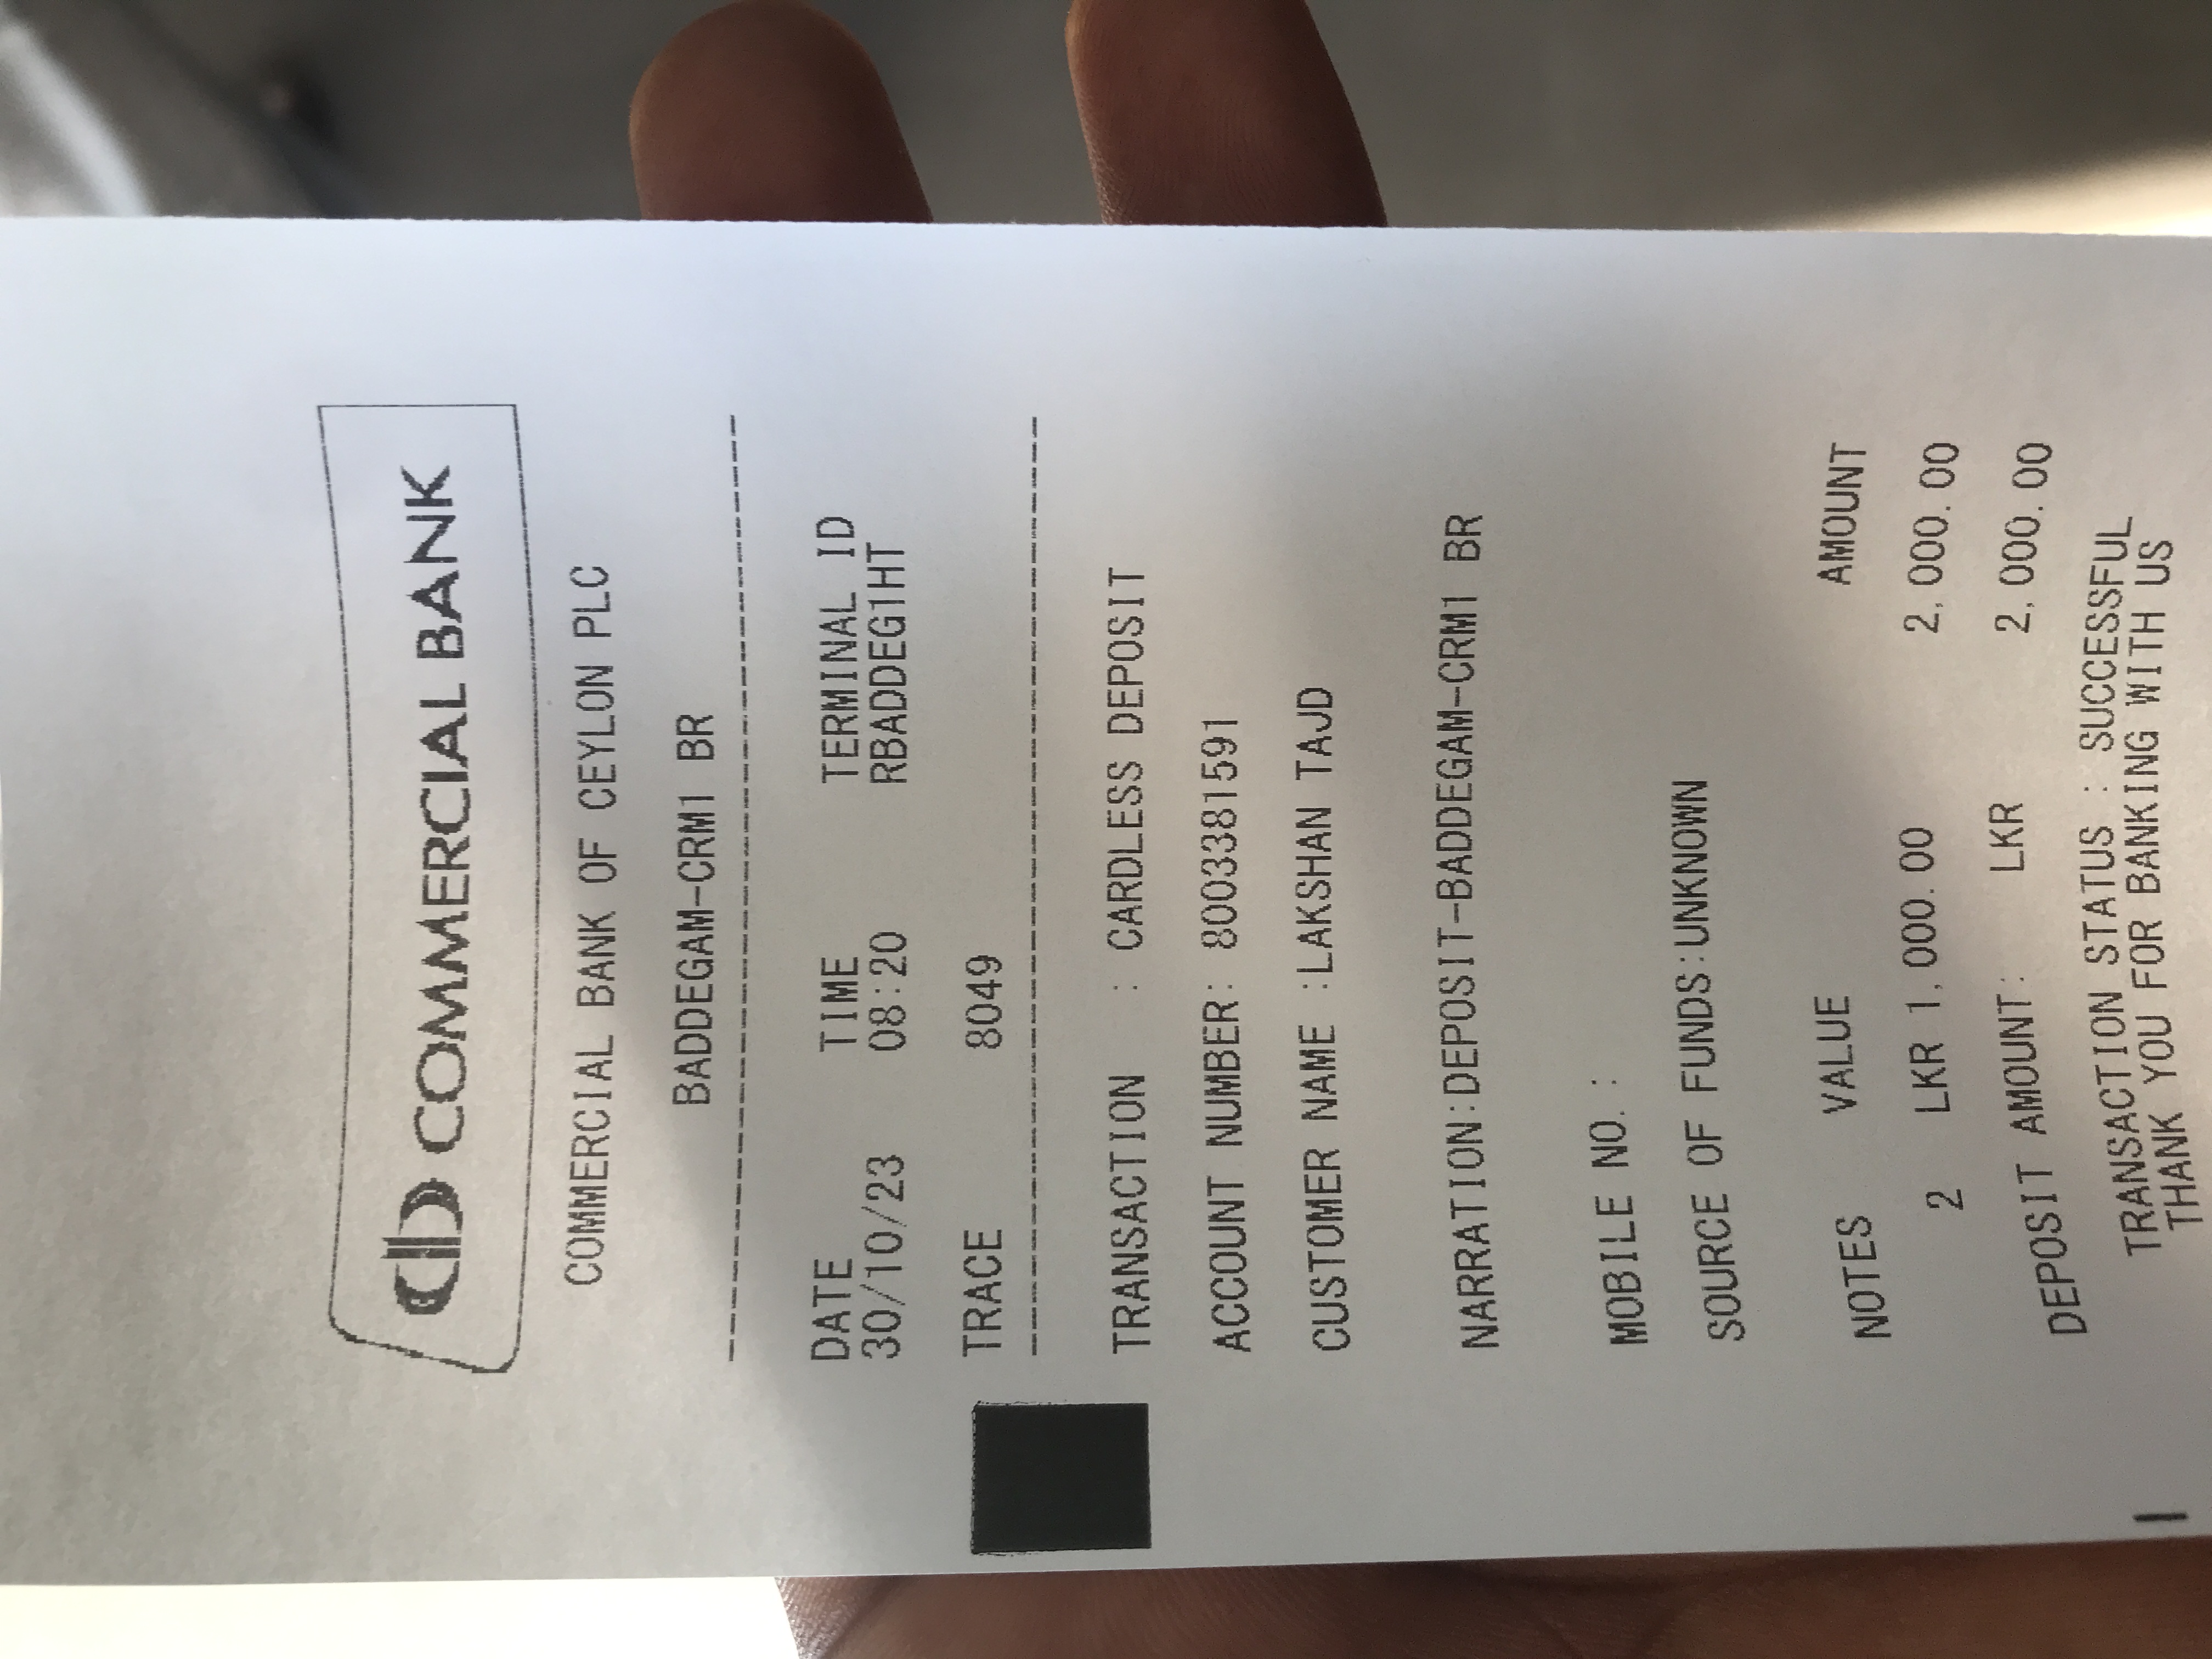 COMMERCIAL BANK
COMMERCIAL BANK OF CEYLON PLC
BADDEGAM-CRM1 BR
DATE TIME TERMINAL ID
30/10/23 08:20 RBADDEG1HT
TRACE 8049
TRANSACTION : CARDLESS DEPOSIT
ACCOUNT NUMBER: 8003381591
CUSTOMER NAME :LAKSHAN TAJD
NARRATION:DEPOSIT-BADDEGAM-CRM1 BR
MOBILE NO. :
SOURCE OF FUNDS:UNKNOWN
NOTES VALUE AMOUNT
2 LKR 1,000.00 2,000.00
DEPOSIT AMOUNT: LKR 2,000.00
TRANSACTION STATUS : SUCCESSFUL
THANK YOU FOR BANKING WITH US